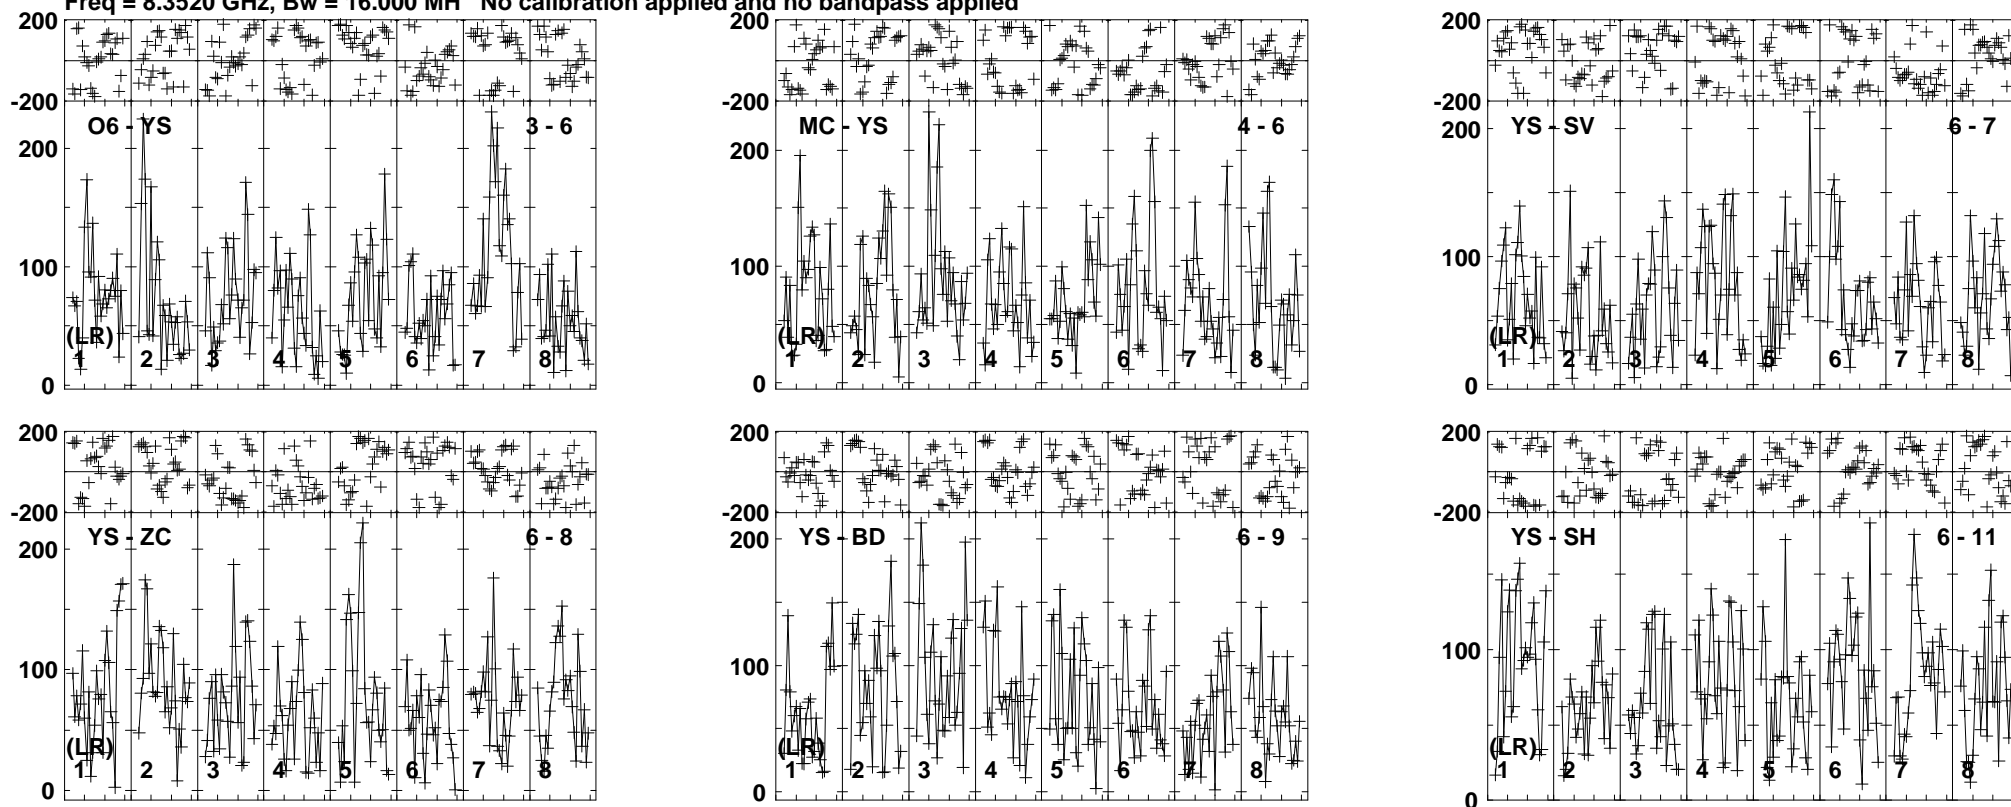 Freq = 8.3520 GHz, Bw = 16.000 MH No calibration applied and no bandpass applied
200
-200
O6 - YS 3 - 6
200
100
(LR)
1 2 3 4 5 6 7 8
0
200
-200
MC - YS 4 - 6
200
100
(LR)
1 2 3 4 5 6 7 8
0
200
-200
YS - SV 6 - 7
200
100
(LR)
1 2 3 4 5 6 7 8
0
200
-200
YS - ZC 6 - 8
200
100
(LR)
1 2 3 4 5 6 7 8
0
200
-200
YS - BD 6 - 9
200
100
(LR)
1 2 3 4 5 6 7 8
0
200
-200
YS - SH 6 - 11
100
(LR)
1 2 3 4 5 6 7 8
0